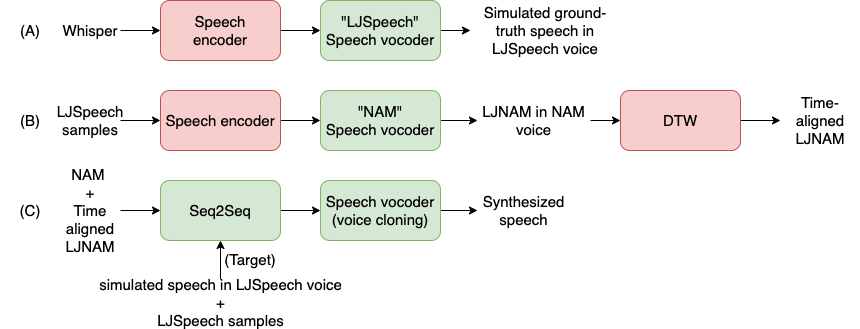 (A) Whisper Speech encoder "LJSpeech" Speech vocoder Simulated ground-truth speech in LJSpeech voice
(B) LJSpeech samples Speech encoder "NAM" Speech vocoder LJNAM in NAM voice DTW Time-aligned LJNAM
(C) NAM + Time aligned LJNAM Seq2Seq Speech vocoder (voice cloning) Synthesized speech
(Target)
simulated speech in LJSpeech voice
+
LJSpeech samples